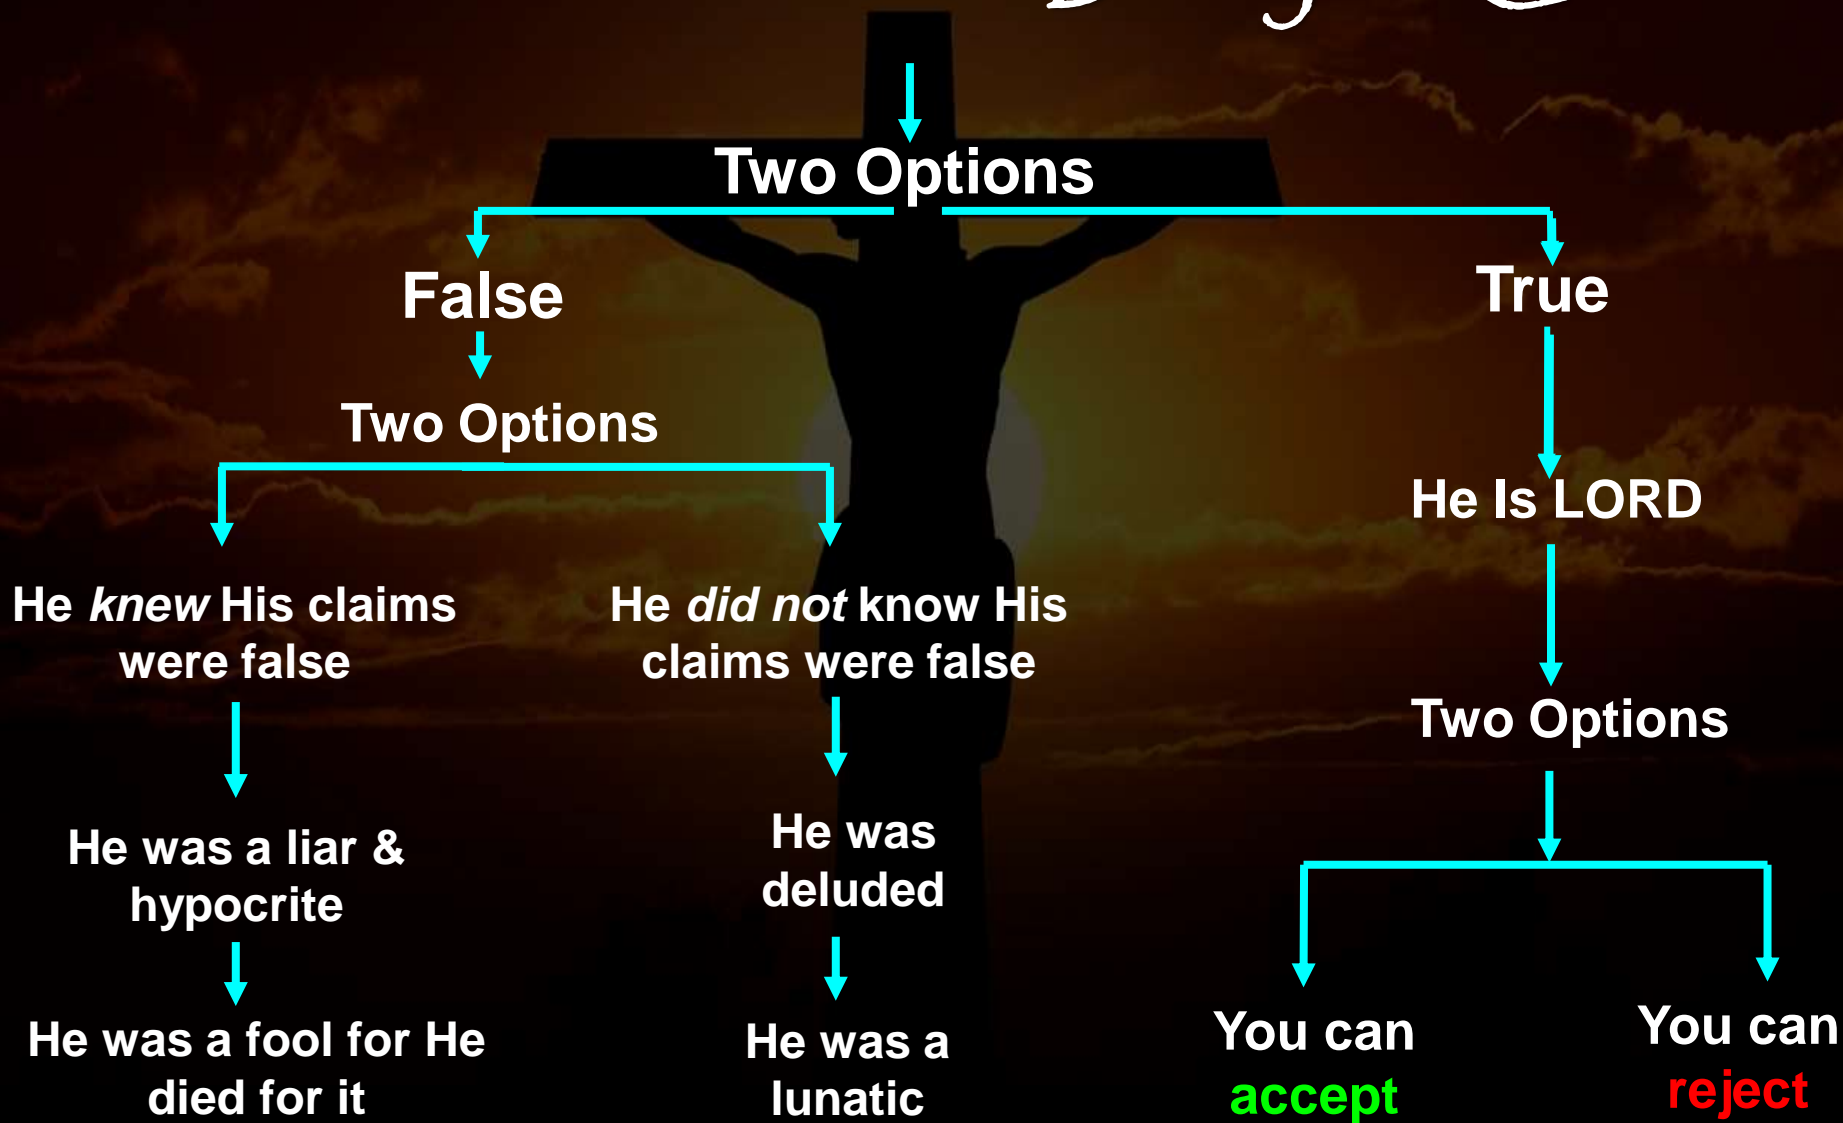 Two Options
False
True
Two Options
He Is LORD
He knew His claims
were false
He did not know His
claims were false
Two Options
He was a liar &
hypocrite
He was
deluded
He was a fool for He
died for it
He was a
lunatic
You can
accept
You can
reject